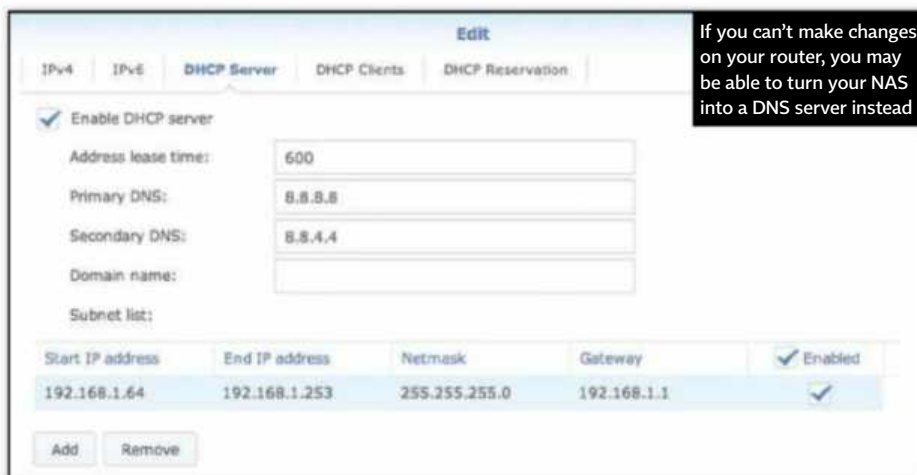 Edit
If you can't make changes
on your router, you may
be able to turn your NAS
into a DNS server instead
IPv4 IPv6 DHCP Server DHCP Clients DHCP Reservation
Enable DHCP server
Address lease time: 600
Primary DNS: 8.8.8.8
Secondary DNS: 8.8.4.4
Domain name:
Subnet list:
Start IP address End IP address Netmask Gateway Enabled
192.168.1.64 192.168.1.253 255.255.255.0 192.168.1.1
Add Remove